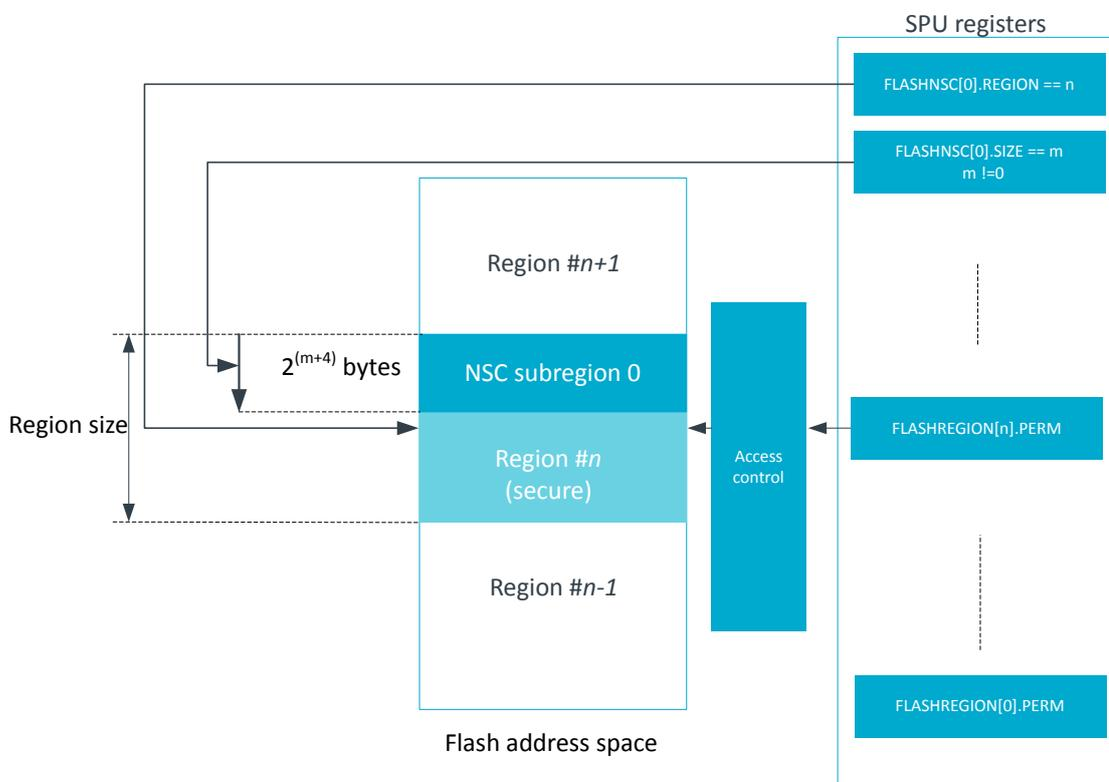 SPU registers
FLASHNSC[0].REGION == n
FLASHNSC[0].SIZE == m
m !=0
Region #n+1
2^(m+4) bytes
NSC subregion 0
Region size
FLASHREGION[n].PERM
Access
control
Region #n
(secure)
Region #n-1
FLASHREGION[0].PERM
Flash address space